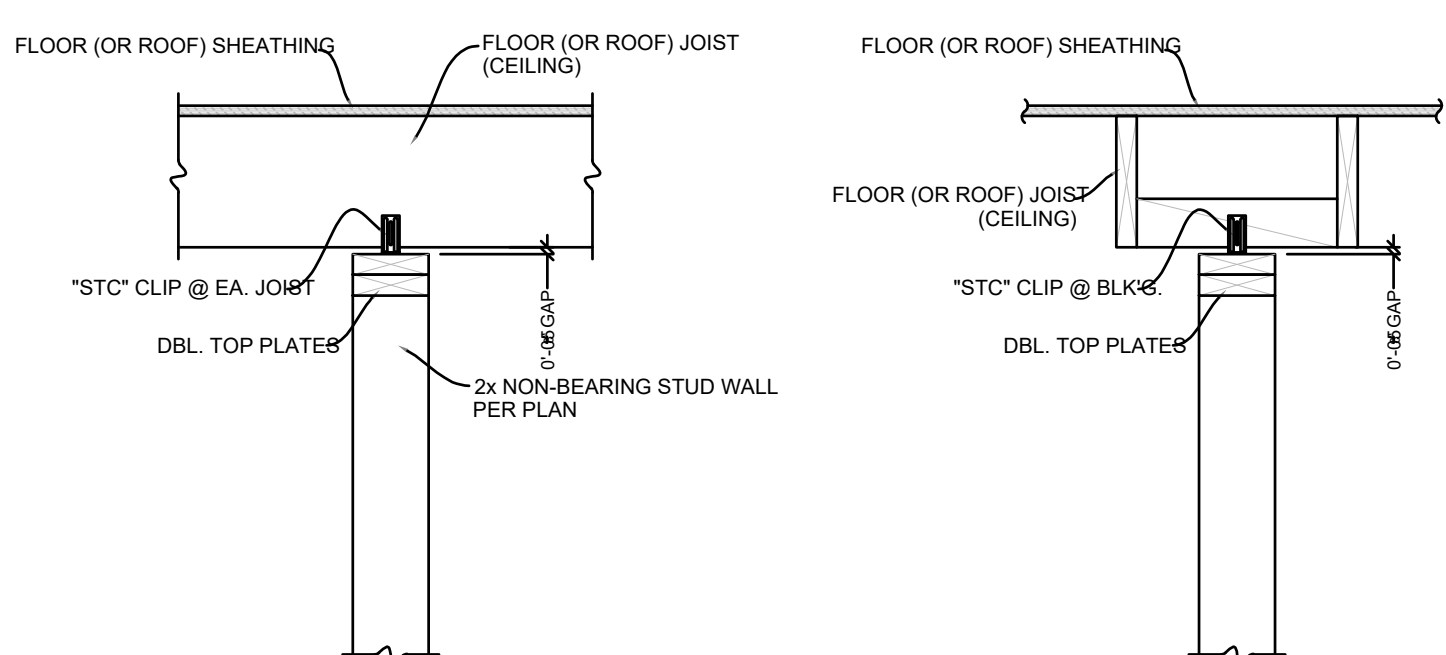 FLOOR (OR ROOF) SHEATHING
FLOOR (OR ROOF) JOIST
(CEILING)
"STC" CLIP @ EA. JOIST
DBL. TOP PLATES
GAP
2x NON-BEARING STUD WALL
PER PLAN
FLOOR (OR ROOF) SHEATHING
FLOOR (OR ROOF) JOIST
(CEILING)
"STC" CLIP @ BLK'G.
DBL. TOP PLATES
GAP